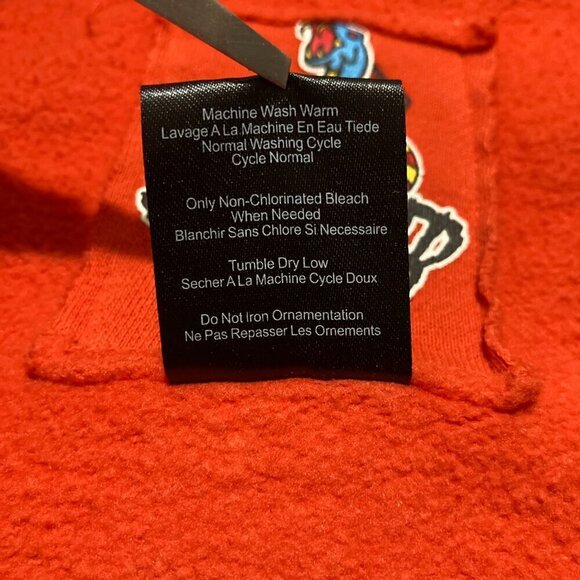 Machine Wash Warm
Lavage A La Machine En Eau Tiede
Normal Washing Cycle
Cycle Normal
Only Non-Chlorinated Bleach
When Needed
Blanchir Sans Chlore Si Necessaire
Tumble Dry Low
Secher A La Machine Cycle Doux
Do Not Iron Ornamentation
Ne Pas Repasser Les Ornements